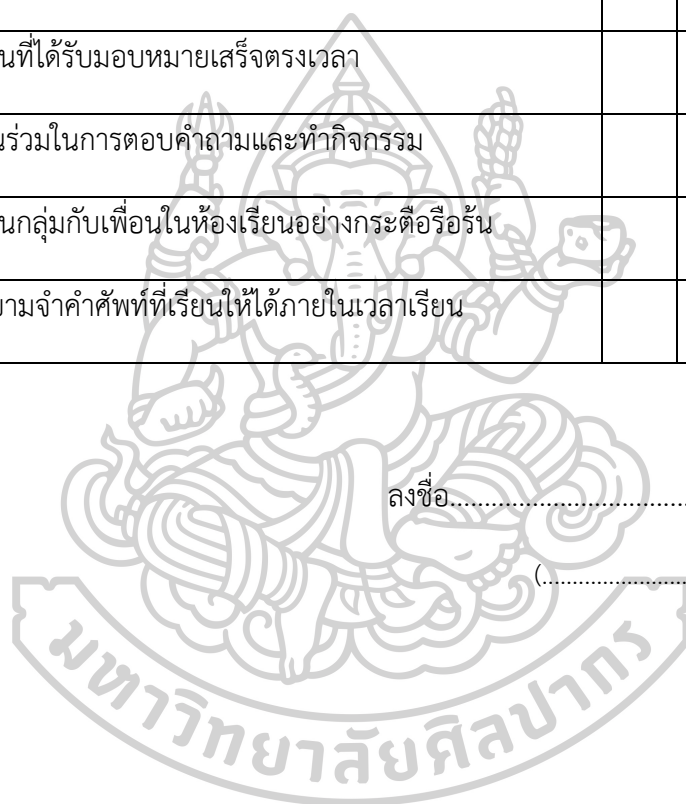 นที่ได้รับมอบหมายเสร็จตรงเวลา
นร่วมในการตอบคำถามและทำกิจกรรม
นกลุ่มกับเพื่อนในห้องเรียนอย่างกระตือรือร้น
ยามจำคำศัพท์ที่เรียนให้ได้ภายในเวลาเรียน
ลงชื่อ...................................
(.........................
มหาวิทยาลัยศิลปากร